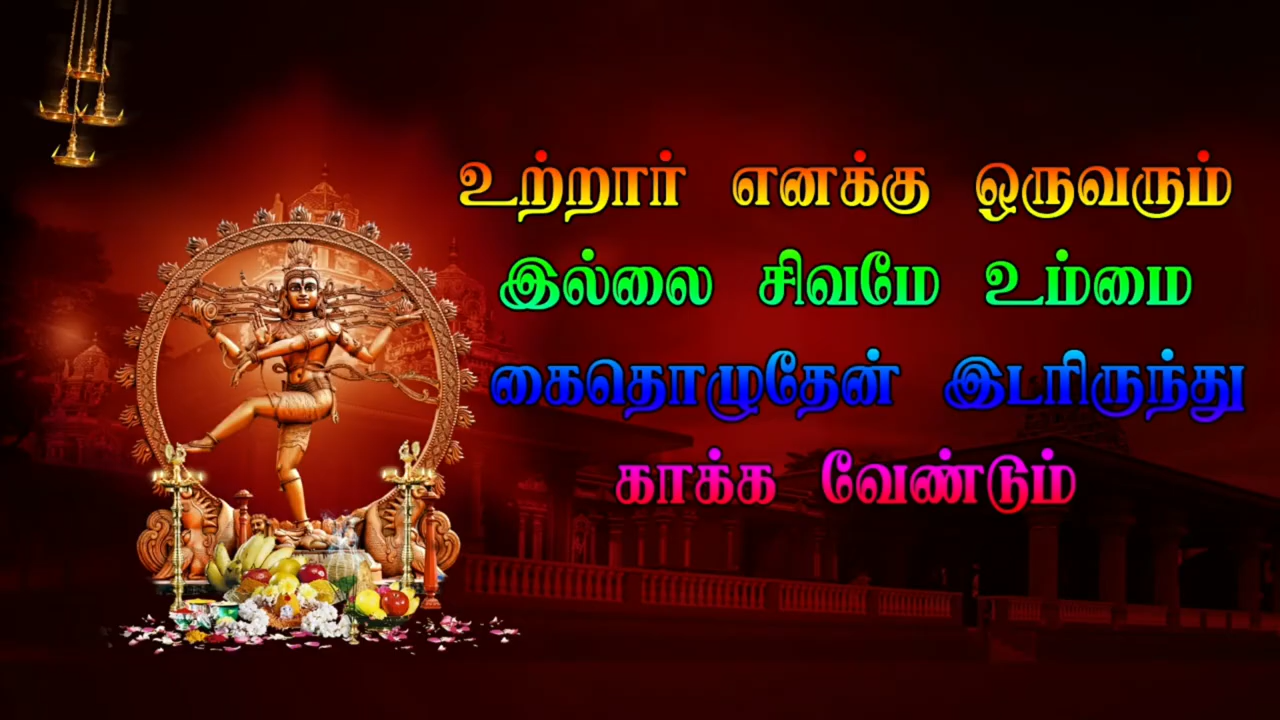 உற்றார் எனக்கு ஒருவரும்
இல்லை சிவமே உம்மை
கைதொழுதேன் இடரிருந்து
காக்க வேண்டும்